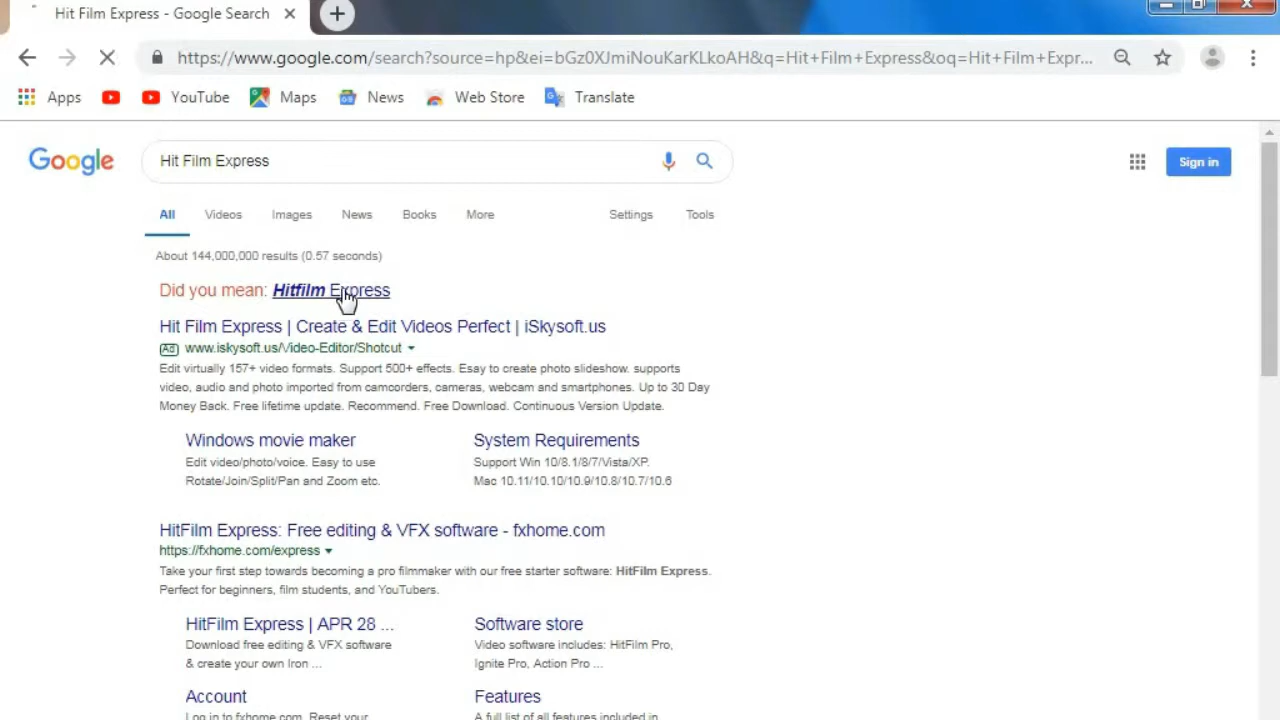 Hit Film Express - Google Search
https://www.google.com/search?source=hp&ei=bGz0XJmiNouKarKLkoAH&q=Hit+Film+Express&oq=Hit+Film+Expr...
Apps YouTube Maps News Web Store Translate
Google Hit Film Express Sign in
All Videos Images News Books More Settings Tools
About 144,000,000 results (0.57 seconds)
Did you mean: Hitfilm Express
Hit Film Express | Create & Edit Videos Perfect | iSkysoft.us
Ad www.iskysoft.us/Video-Editor/Shotcut
Edit virtually 157+ video formats. Support 500+ effects. Esay to create photo slideshow. supports
video, audio and photo imported from camcorders, cameras, webcam and smartphones. Up to 30 Day
Money Back. Free lifetime update. Recommend. Free Download. Continuous Version Update.
Windows movie maker
Edit video/photo/voice. Easy to use
Rotate/Join/Split/Pan and Zoom etc.
System Requirements
Support Win 10/8.1/8/7/Vista/XP.
Mac 10.11/10.10/10.9/10.8/10.7/10.6
HitFilm Express: Free editing & VFX software - fxhome.com
https://fxhome.com/express
Take your first step towards becoming a pro filmmaker with our free starter software: HitFilm Express.
Perfect for beginners, film students, and YouTubers.
HitFilm Express | APR 28 ...
Download free editing & VFX software
& create your own Iron ...
Software store
Video software includes: HitFilm Pro,
Ignite Pro, Action Pro ...
Account
Log in to fxhome.com. Reset your
Features
A full list of all features included in